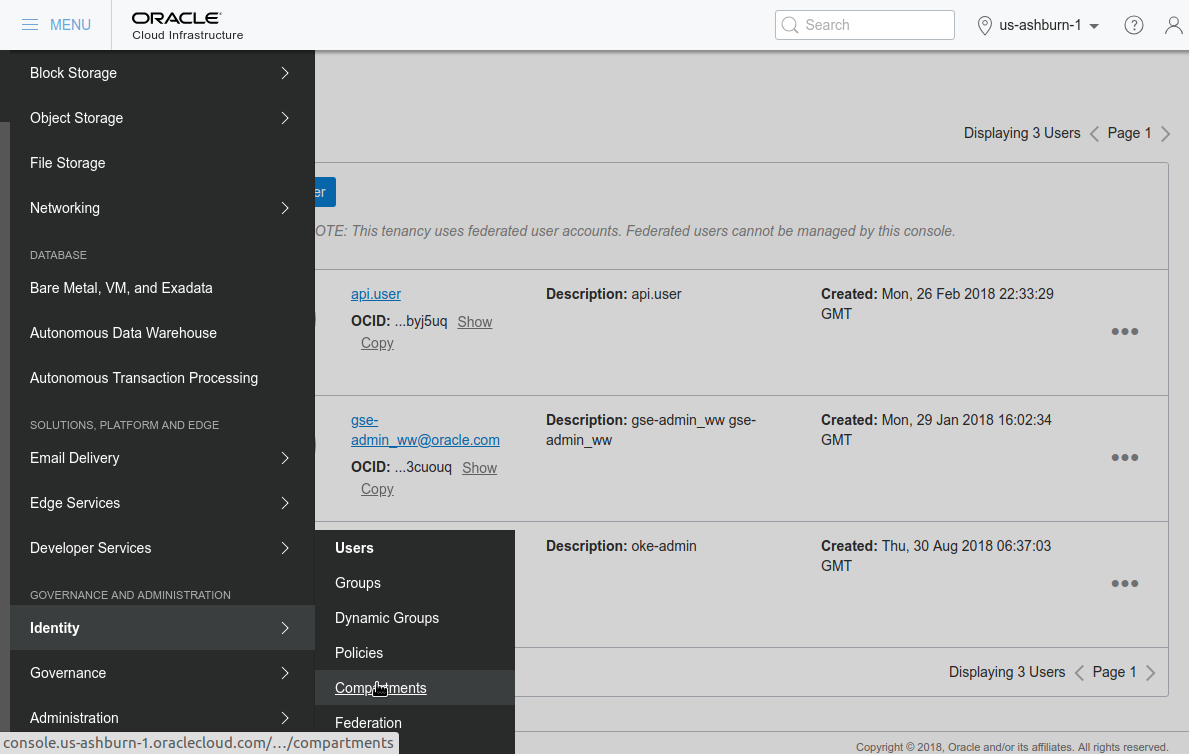 MENU
ORACLE
Cloud Infrastructure
Search
us-ashburn-1
?
Block Storage
Object Storage
File Storage
Networking
DATABASE
Bare Metal, VM, and Exadata
Autonomous Data Warehouse
Autonomous Transaction Processing
SOLUTIONS, PLATFORM AND EDGE
Email Delivery
Edge Services
Developer Services
GOVERNANCE AND ADMINISTRATION
Identity
Governance
Administration
Users
Groups
Dynamic Groups
Policies
Compartments
Federation
console.us-ashburn-1.oraclecloud.com/.../compartments
Displaying 3 Users Page 1
er
OTE: This tenancy uses federated user accounts. Federated users cannot be managed by this console.
api.user
OCID: ...byj5uq Show
Copy
Description: api.user
Created: Mon, 26 Feb 2018 22:33:29
GMT
gse-
admin_ww@oracle.com
OCID: ...3cuouq Show
Copy
Description: gse-admin_ww gse-
admin_ww
Created: Mon, 29 Jan 2018 16:02:34
GMT
Description: oke-admin
Created: Thu, 30 Aug 2018 06:37:03
GMT
Displaying 3 Users Page 1
Copyright © 2018, Oracle and/or its affiliates. All rights reserved.